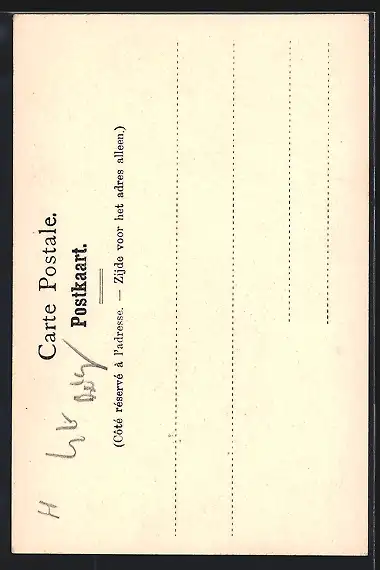 Carte Postale.
Postkaart.
(Côté réservé à l'adresse. — Zijde voor het adres alleen.)
H